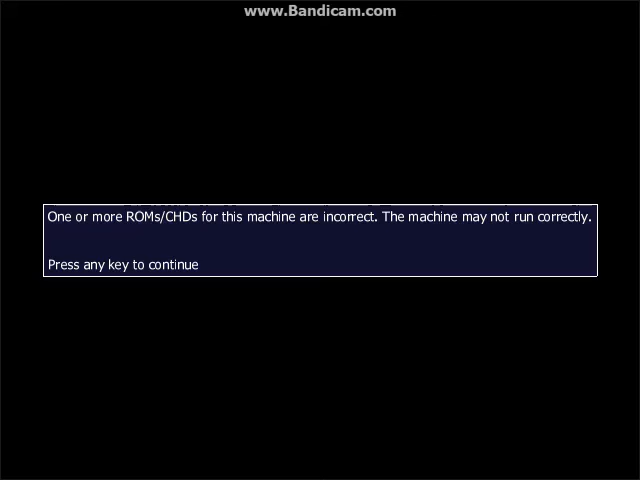 www.Bandicam.com
One or more ROMs/CHDs for this machine are incorrect. The machine may not run correctly.
Press any key to continue